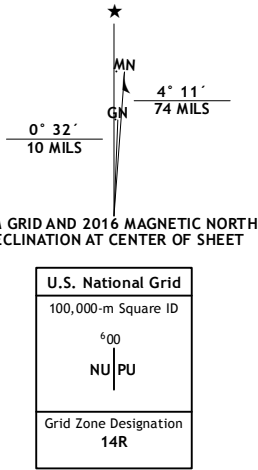 ★
MN
4° 11´
74 MILS
GN
0° 32´
10 MILS
GRID AND 2016 MAGNETIC NORTH
AT CENTER OF SHEET
U.S. National Grid
100,000-m Square ID
⁶00
NU PU
Grid Zone Designation
14R